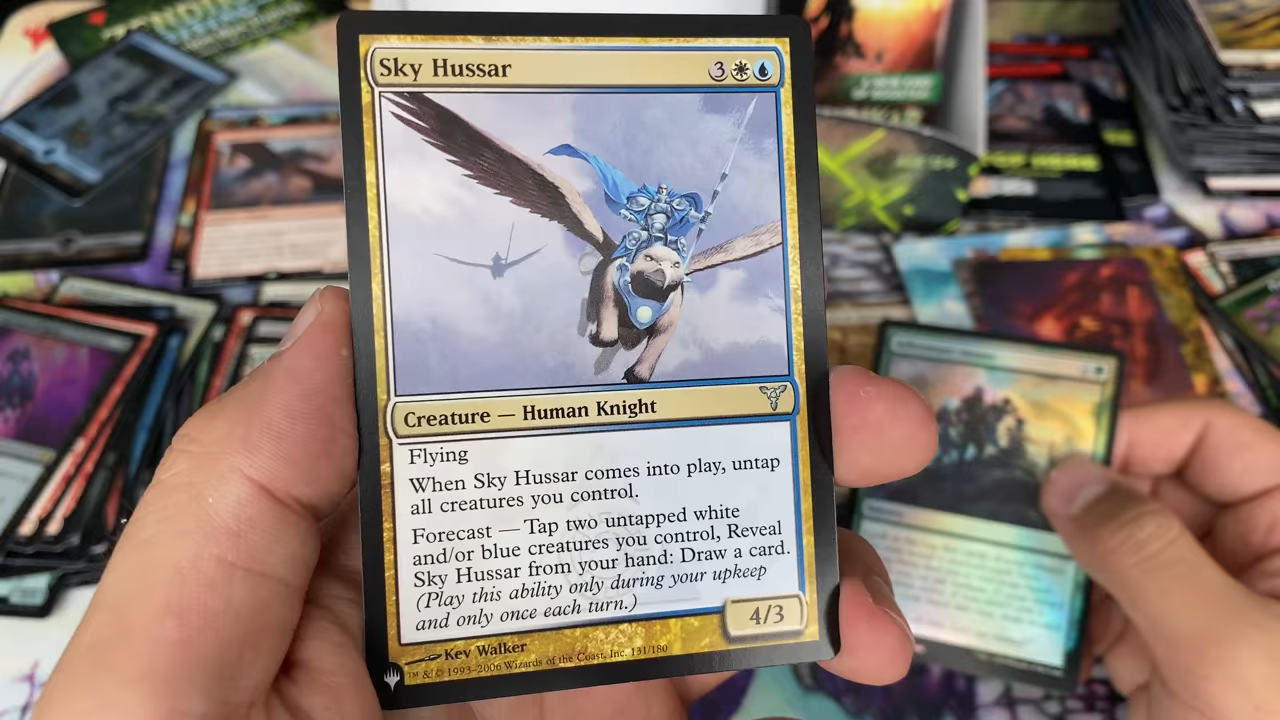 Sky Hussar
3
Creature — Human Knight
Flying
When Sky Hussar comes into play, untap
all creatures you control.
Forecast — Tap two untapped white
and/or blue creatures you control, Reveal
Sky Hussar from your hand: Draw a card.
(Play this ability only during your upkeep
and only once each turn.)
4/3
Kev Walker
™ & © 1993–2006 Wizards of the Coast, Inc. 131/180